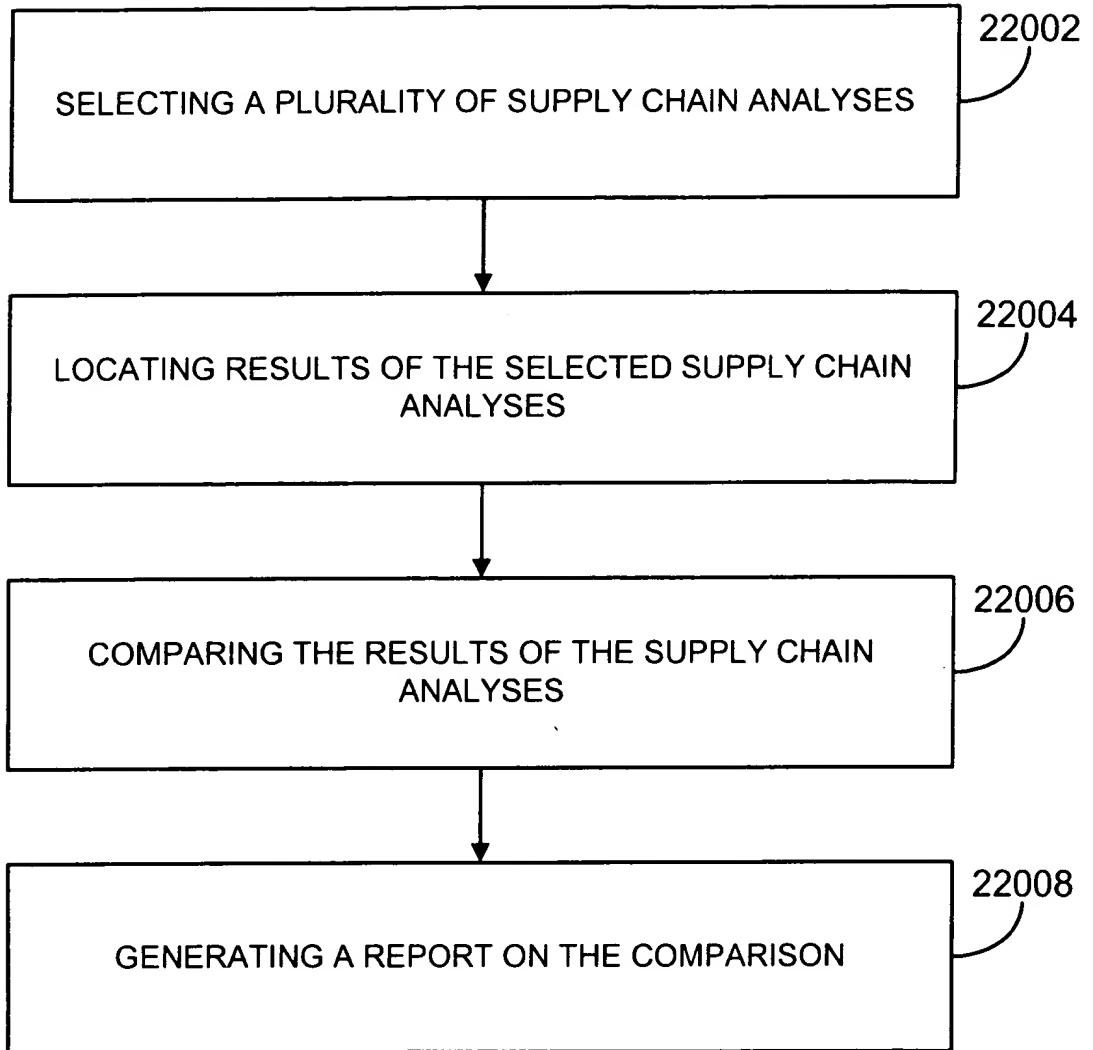 22002
SELECTING A PLURALITY OF SUPPLY CHAIN ANALYSES
22004
LOCATING RESULTS OF THE SELECTED SUPPLY CHAIN
ANALYSES
22006
COMPARING THE RESULTS OF THE SUPPLY CHAIN
ANALYSES
22008
GENERATING A REPORT ON THE COMPARISON